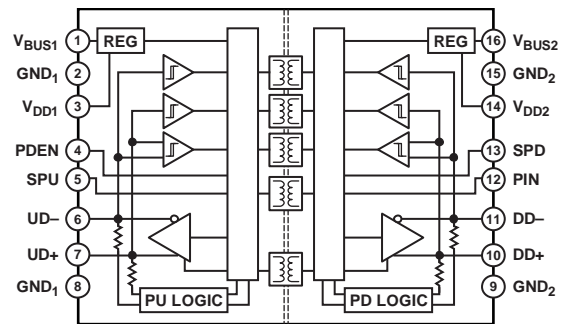 VBUS1 1 REG REG 16 VBUS2
GND1 2 15 GND2
VDD1 3 14 VDD2
PDEN 4 13 SPD
SPU 5 12 PIN
UD– 6 11 DD–
UD+ 7 10 DD+
GND1 8 PU LOGIC PD LOGIC 9 GND2